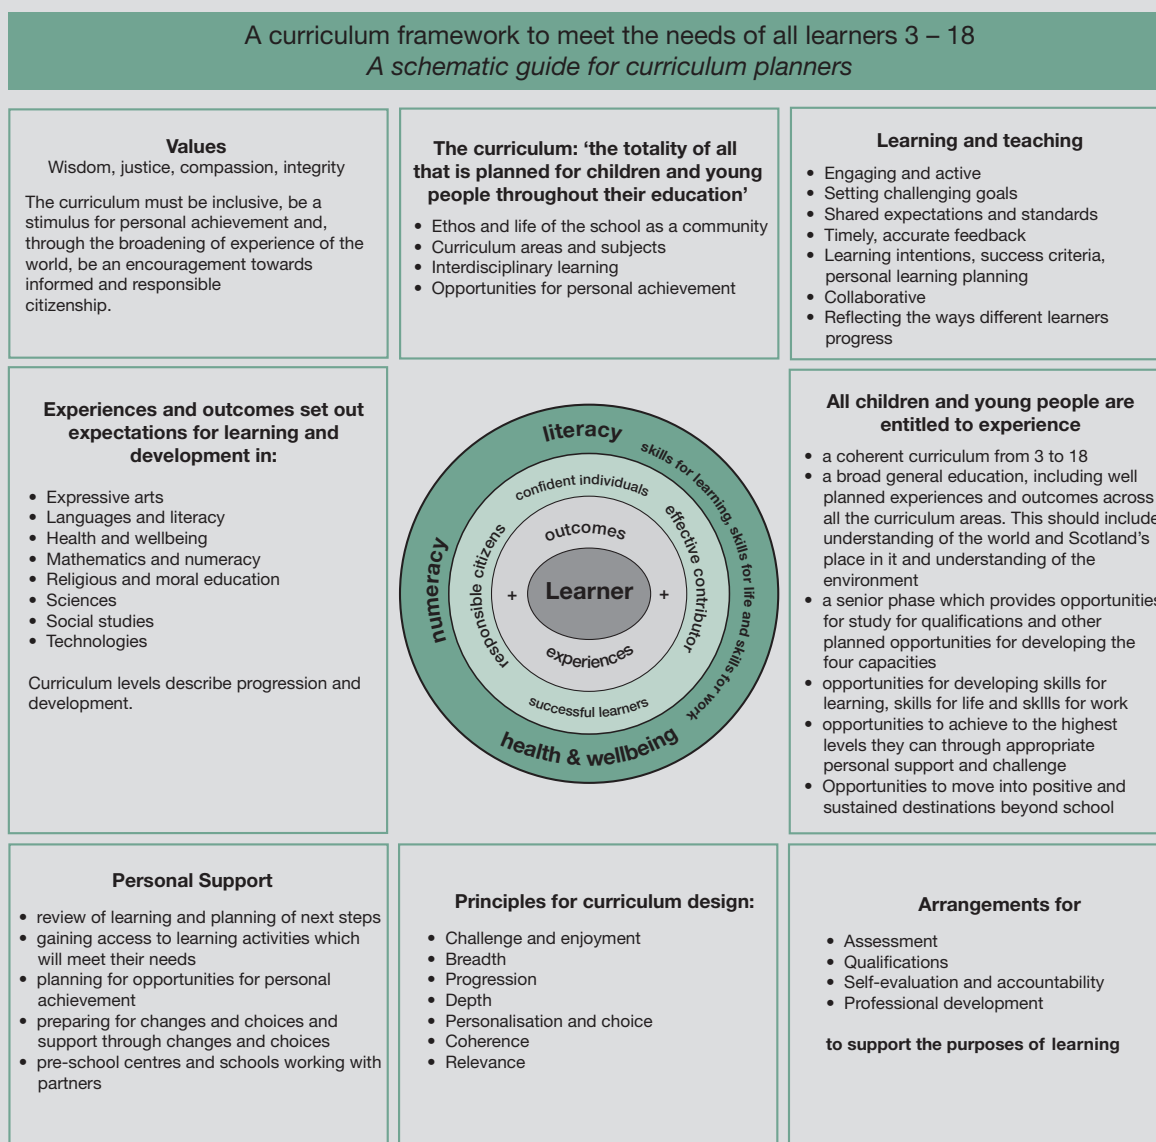 A curriculum framework to meet the needs of all learners 3 – 18
A schematic guide for curriculum planners
Values
Wisdom, justice, compassion, integrity
The curriculum must be inclusive, be a
stimulus for personal achievement and,
through the broadening of experience of the
world, be an encouragement towards
informed and responsible
citizenship.
The curriculum: ‘the totality of all
that is planned for children and young
people throughout their education’
• Ethos and life of the school as a community
• Curriculum areas and subjects
• Interdisciplinary learning
• Opportunities for personal achievement
Learning and teaching
• Engaging and active
• Setting challenging goals
• Shared expectations and standards
• Timely, accurate feedback
• Learning intentions, success criteria,
personal learning planning
• Collaborative
• Reflecting the ways different learners
progress
Experiences and outcomes set out
expectations for learning and
development in:
• Expressive arts
• Languages and literacy
• Health and wellbeing
• Mathematics and numeracy
• Religious and moral education
• Sciences
• Social studies
• Technologies
Curriculum levels describe progression and
development.
literacy
skills for learning, skills for life and skills for work
numeracy
health & wellbeing
confident individuals
effective contributor
responsible citizens
successful learners
outcomes
+ Learner +
experiences
All children and young people are
entitled to experience
• a coherent curriculum from 3 to 18
• a broad general education, including well
planned experiences and outcomes across
all the curriculum areas. This should include
understanding of the world and Scotland’s
place in it and understanding of the
environment
• a senior phase which provides opportunities
for study for qualifications and other
planned opportunities for developing the
four capacities
• opportunities for developing skills for
learning, skills for life and skllls for work
• opportunities to achieve to the highest
levels they can through appropriate
personal support and challenge
• Opportunities to move into positive and
sustained destinations beyond school
Personal Support
• review of learning and planning of next steps
• gaining access to learning activities which
will meet their needs
• planning for opportunities for personal
achievement
• preparing for changes and choices and
support through changes and choices
• pre-school centres and schools working with
partners
Principles for curriculum design:
• Challenge and enjoyment
• Breadth
• Progression
• Depth
• Personalisation and choice
• Coherence
• Relevance
Arrangements for
• Assessment
• Qualifications
• Self-evaluation and accountability
• Professional development
to support the purposes of learning